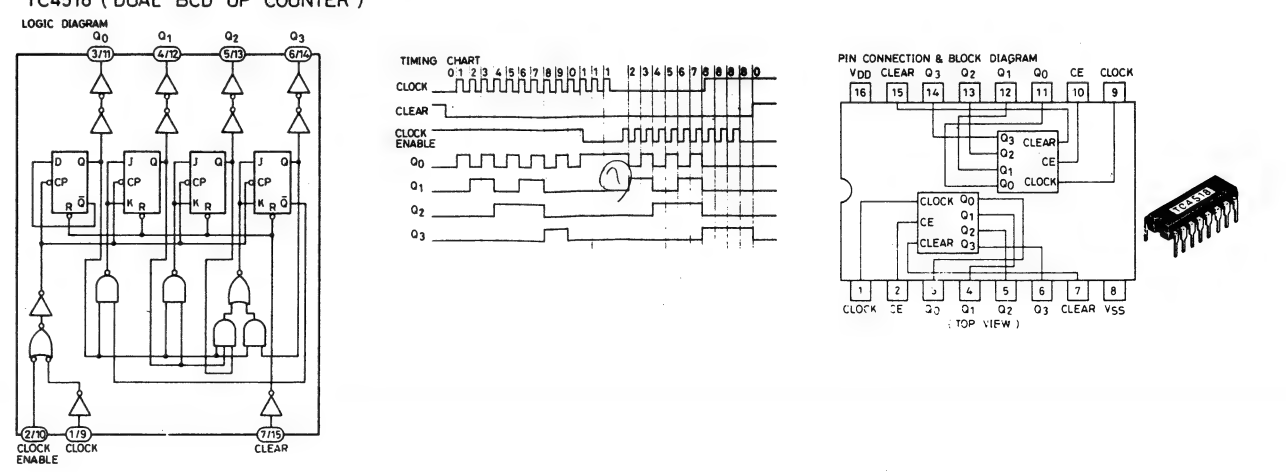 TC4518 ( DUAL BCD UP COUNTER )
LOGIC DIAGRAM
Q0 Q1 Q2 Q3
3/11 4/12 5/13 6/14
D Q J Q J Q J Q
CP CP CP CP
R Q̄ K R K R K R Q̄
2/10 1/9 7/15
CLOCK ENABLE CLOCK CLEAR
TIMING CHART
0 1 2 3 4 5 6 7 8 9 0 1 1 1 2 3 4 5 6 7 8 8 8 8 0
CLOCK
CLEAR
CLOCK ENABLE
Q0
Q1
Q2
Q3
PIN CONNECTION & BLOCK DIAGRAM
VDD CLEAR Q3 Q2 Q1 Q0 CE CLOCK
16 15 14 13 12 11 10 9
Q3 CLEAR
Q2
CE
Q1
Q0 CLOCK
CLOCK Q0
Q1
CE
Q2
CLEAR Q3
1 2 3 4 5 6 7 8
CLOCK CE Q0 Q1 Q2 Q3 CLEAR VSS
( TOP VIEW )
TC4518